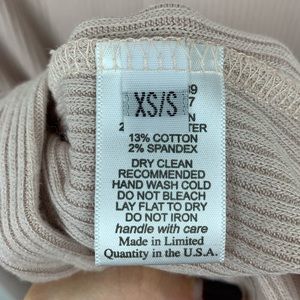 XS/S
13% COTTON
2% SPANDEX
DRY CLEAN
RECOMMENDED
HAND WASH COLD
DO NOT BLEACH
LAY FLAT TO DRY
DO NOT IRON
handle with care
Made in Limited
Quantity in the U.S.A.